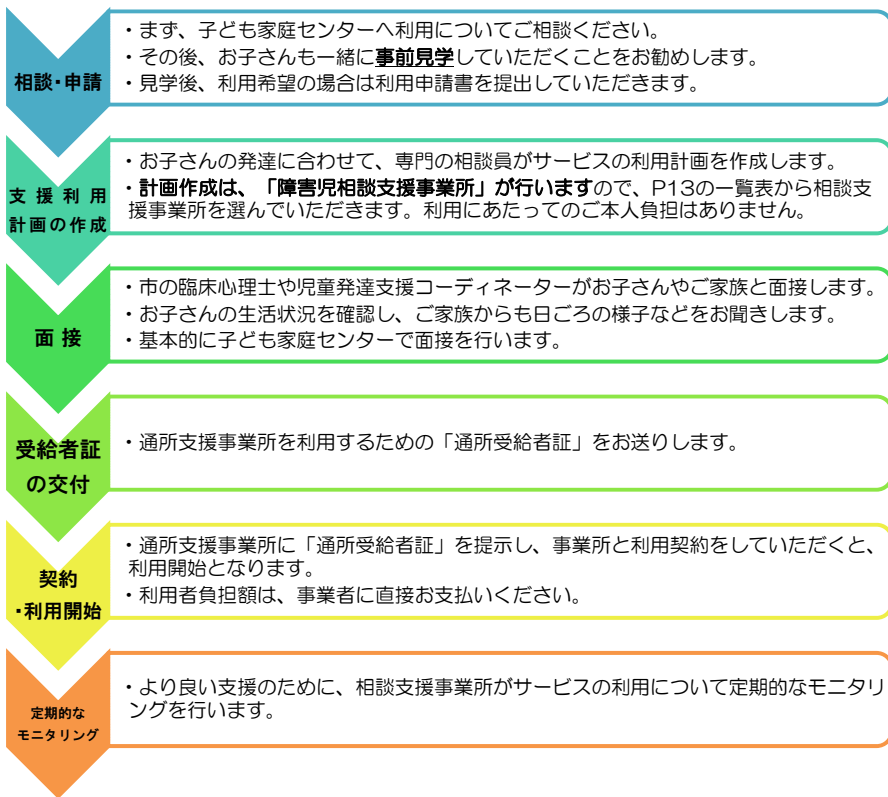 相談・申請
・まず、子ども家庭センターへ利用についてご相談ください。
・その後、お子さんも一緒に事前見学していただくことをお勧めします。
・見学後、利用希望の場合は利用申請書を提出していただきます。
支援利用
計画の作成
・お子さんの発達に合わせて、専門の相談員がサービスの利用計画を作成します。
・計画作成は、「障害児相談支援事業所」が行いますので、P13の一覧表から相談支
援事業所を選んでいただきます。利用にあたってのご本人負担はありません。
面接
・市の臨床心理士や児童発達支援コーディネーターがお子さんやご家族と面接します。
・お子さんの生活状況を確認し、ご家族からも日ごろの様子などをお聞きします。
・基本的に子ども家庭センターで面接を行います。
受給者証
の交付
・通所支援事業所を利用するための「通所受給者証」をお送りします。
契約
・利用開始
・通所支援事業所に「通所受給者証」を提示し、事業所と利用契約をしていただくと、
利用開始となります。
・利用者負担額は、事業者に直接お支払いください。
定期的な
モニタリング
・より良い支援のために、相談支援事業所がサービスの利用について定期的なモニタリ
ングを行います。